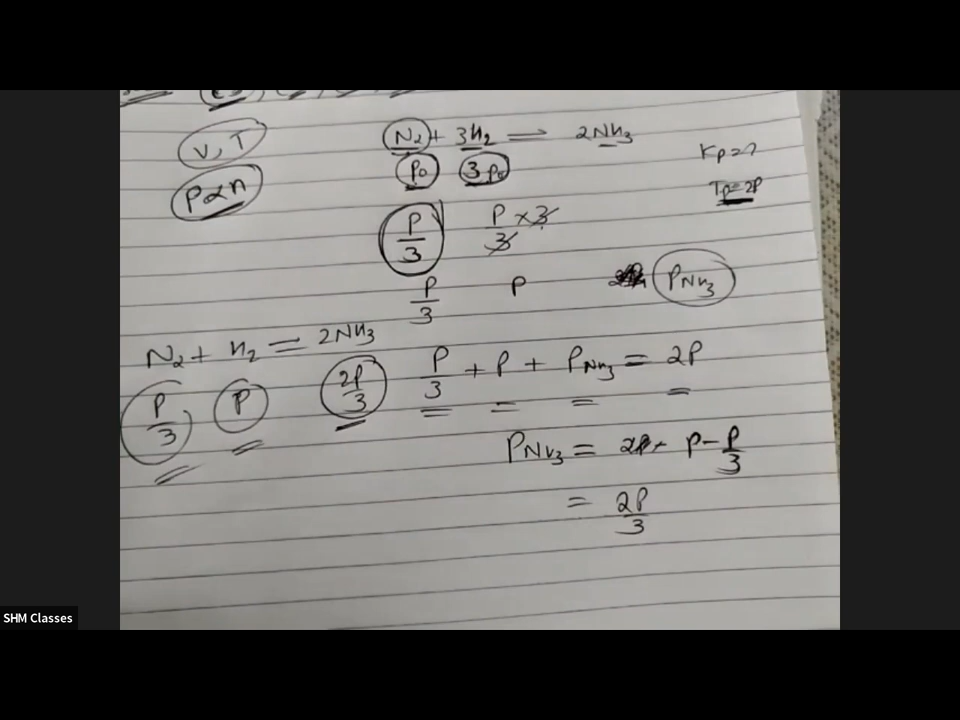 V, T
N2 + 3H2 ⇌ 2NH3
Kp = ?
P ∝ n
P0 3P0
Tp = 2P
P/3 P/3 × 3
P/3 P PNH3
N2 + H2 ⇌ 2NH3
P/3 P 2P/3
P/3 + P + PNH3 = 2P
PNH3 = 2P - P - P/3
= 2P/3
SHM Classes